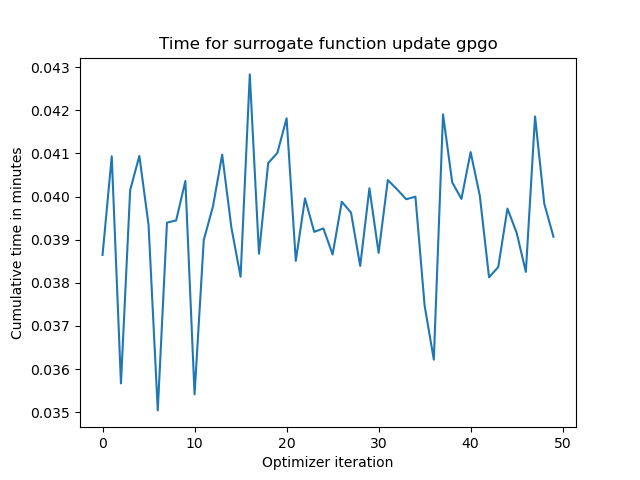 Time for surrogate function update gpgo
Cumulative time in minutes
0.043
0.042
0.041
0.040
0.039
0.038
0.037
0.036
0.035
0 10 20 30 40 50
Optimizer iteration